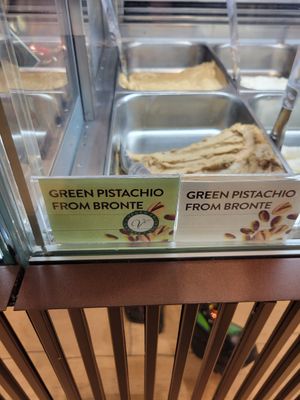 GREEN PISTACHIO
FROM BRONTE
V
GREEN PISTACHIO
FROM BRONTE